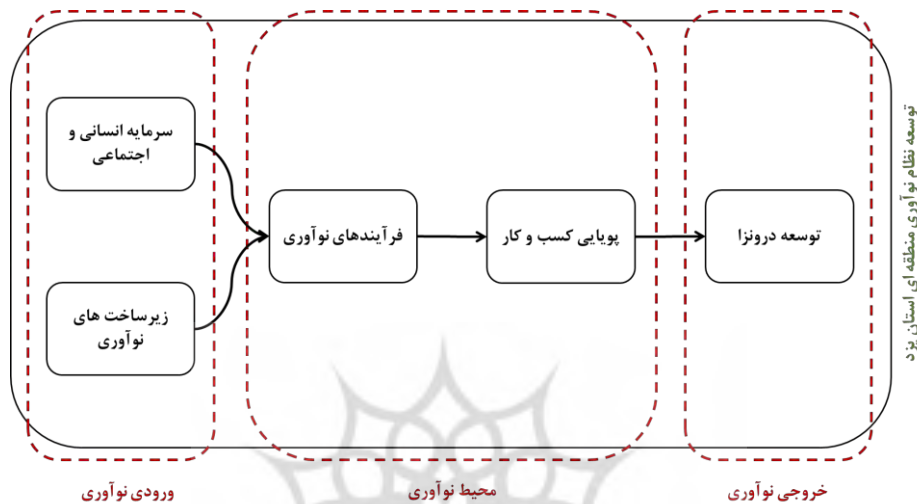 سرمایه انسانی و
اجتماعی
زیرساخت های
نوآوری
فرآیندهای نوآوری
پویایی کسب و کار
توسعه درونزا
توسعه نظام نوآوری منطقه ای استان یزد
ورودی نوآوری
محیط نوآوری
خروجی نوآوری